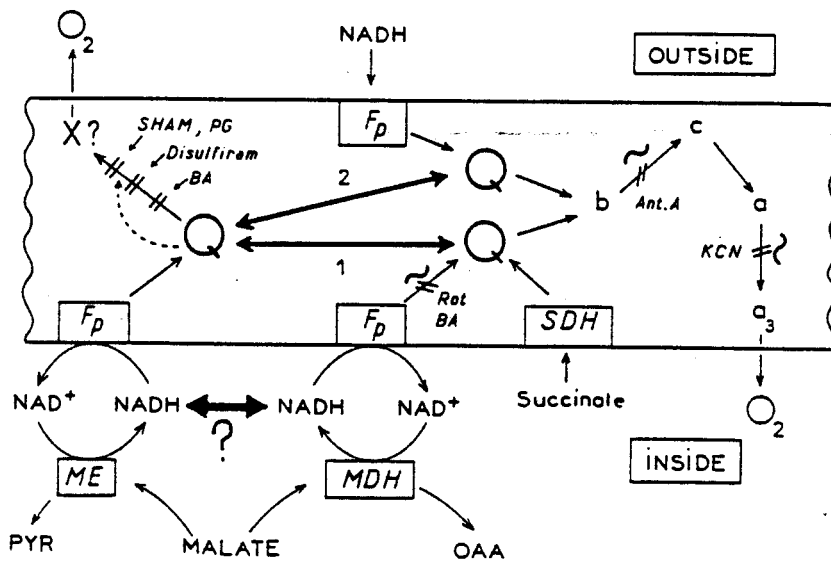 O2
NADH
OUTSIDE
X?
SHAM, PG
Disulfiram
BA
Fp
Q
2
Q
c
b
Ant.A
a
Q
1
KCN
Rot
BA
Fp
Fp
SDH
a3
NAD+
NADH
NADH
NAD+
Succinate
O2
?
ME
MDH
INSIDE
PYR
MALATE
OAA